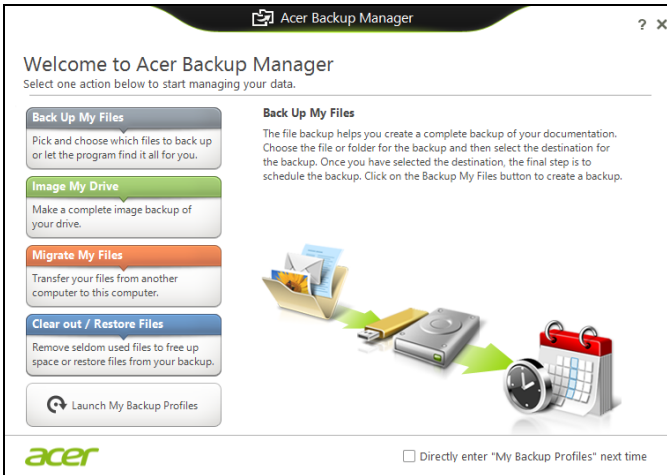 Acer Backup Manager
? X
Welcome to Acer Backup Manager
Select one action below to start managing your data.
Back Up My Files
Pick and choose which files to back up
or let the program find it all for you.
Image My Drive
Make a complete image backup of
your drive.
Migrate My Files
Transfer your files from another
computer to this computer.
Clear out / Restore Files
Remove seldom used files to free up
space or restore files from your backup.
Launch My Backup Profiles
Back Up My Files
The file backup helps you create a complete backup of your documentation.
Choose the file or folder for the backup and then select the destination for
the backup. Once you have selected the destination, the final step is to
schedule the backup. Click on the Backup My Files button to create a backup.
acer
Directly enter "My Backup Profiles" next time